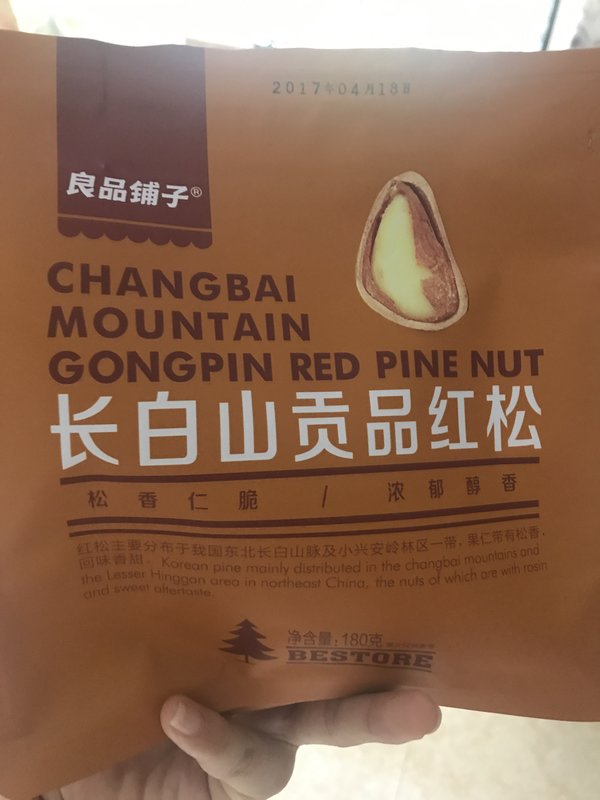 2017年04月18日
良品铺子®
CHANGBAI
MOUNTAIN
GONGPIN RED PINE NUT
长白山贡品红松
松香仁脆 / 浓郁醇香
红松主要分布于我国东北长白山脉及小兴安岭林区一带，果仁带有松香，
回味香甜。Korean pine mainly distributed in the changbai mountains and
the Lesser Hinggan area in northeast China, the nuts of which are with rosin
and sweet altertaste.
净含量：180克
BESTORE